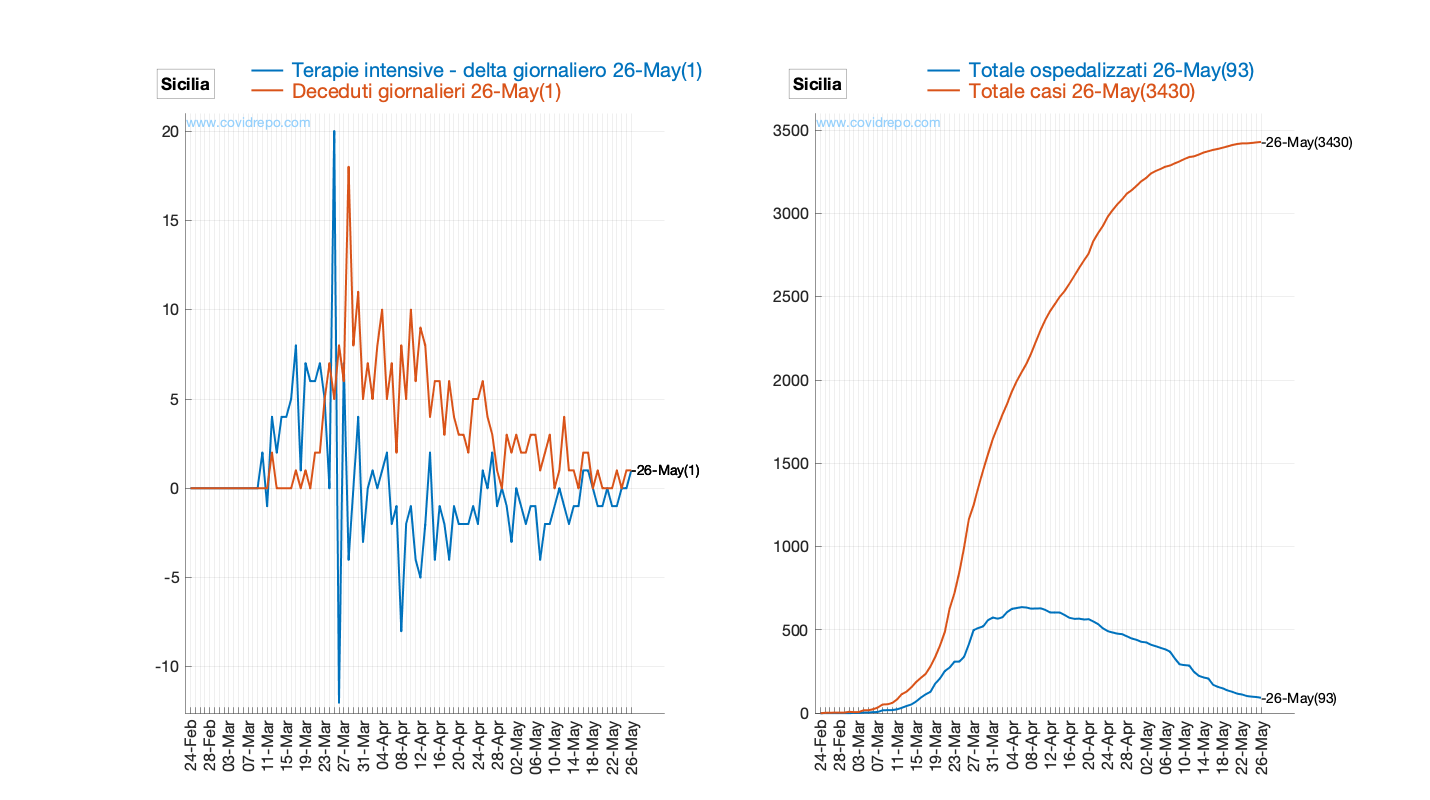 Sicilia
Terapie intensive - delta giornaliero 26-May(1)
Deceduti giornalieri 26-May(1)
www.covidrepo.com
20
15
10
5
0
-5
-10
-26-May(1)
24-Feb
28-Feb
03-Mar
07-Mar
11-Mar
15-Mar
19-Mar
23-Mar
27-Mar
31-Mar
04-Apr
08-Apr
12-Apr
16-Apr
20-Apr
24-Apr
28-Apr
02-May
06-May
10-May
14-May
18-May
22-May
26-May
Sicilia
Totale ospedalizzati 26-May(93)
Totale casi 26-May(3430)
www.covidrepo.com
3500
3000
2500
2000
1500
1000
500
0
-26-May(3430)
-26-May(93)
24-Feb
28-Feb
03-Mar
07-Mar
11-Mar
15-Mar
19-Mar
23-Mar
27-Mar
31-Mar
04-Apr
08-Apr
12-Apr
16-Apr
20-Apr
24-Apr
28-Apr
02-May
06-May
10-May
14-May
18-May
22-May
26-May